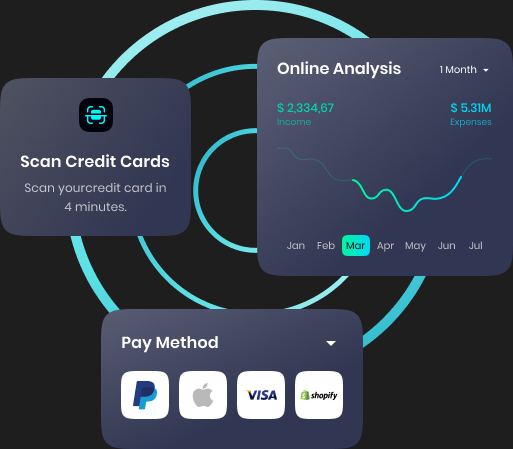 Online Analysis
1 Month
$ 2,334,67
$ 5.31M
Income
Expenses
Jan Feb Mar Apr May Jun Jul
Scan Credit Cards
Scan yourcredit card in
4 minutes.
Pay Method
VISA
shopify